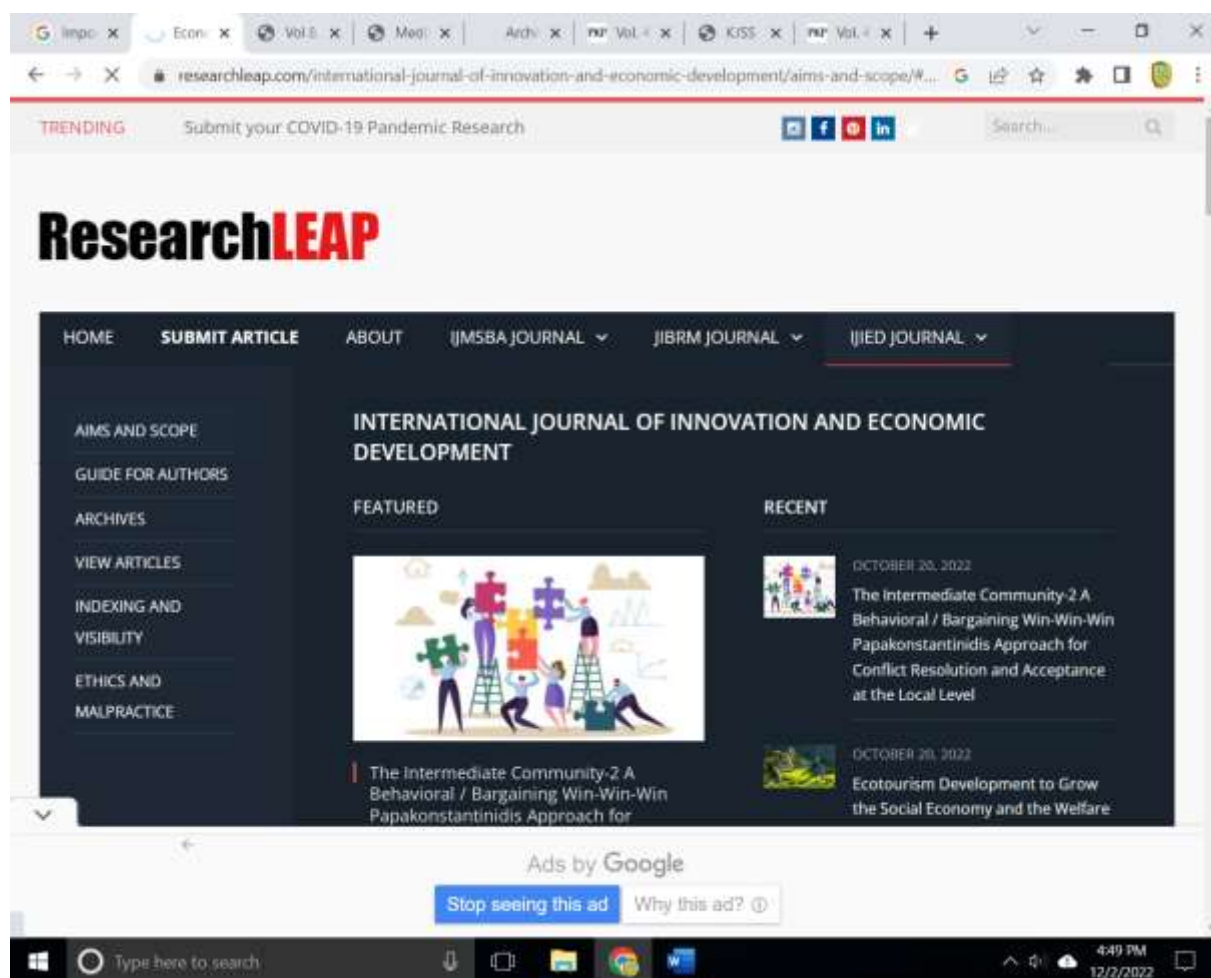 Econ
Vol.
Vol.
KJSS
Vol.
researchleap.com/international-journal-of-innovation-and-economic-development/aims-and-scope/#...
TRENDING
Submit your COVID-19 Pandemic Research
Search...
ResearchLEAP
HOME
SUBMIT ARTICLE
ABOUT
IJMSBA JOURNAL
JIBRM JOURNAL
IJIED JOURNAL
AIMS AND SCOPE
GUIDE FOR AUTHORS
ARCHIVES
VIEW ARTICLES
INDEXING AND
VISIBILITY
ETHICS AND
MALPRACTICE
INTERNATIONAL JOURNAL OF INNOVATION AND ECONOMIC
DEVELOPMENT
FEATURED
The Intermediate Community-2 A
Behavioral / Bargaining Win-Win-Win
Papakonstantinidis Approach for
RECENT
OCTOBER 20, 2022
The Intermediate Community-2 A
Behavioral / Bargaining Win-Win-Win
Papakonstantinidis Approach for
Conflict Resolution and Acceptance
at the Local Level
OCTOBER 20, 2022
Ecotourism Development to Grow
the Social Economy and the Welfare
Ads by Google
Stop seeing this ad
Why this ad?
Type here to search
4:49 PM
12/2/2022